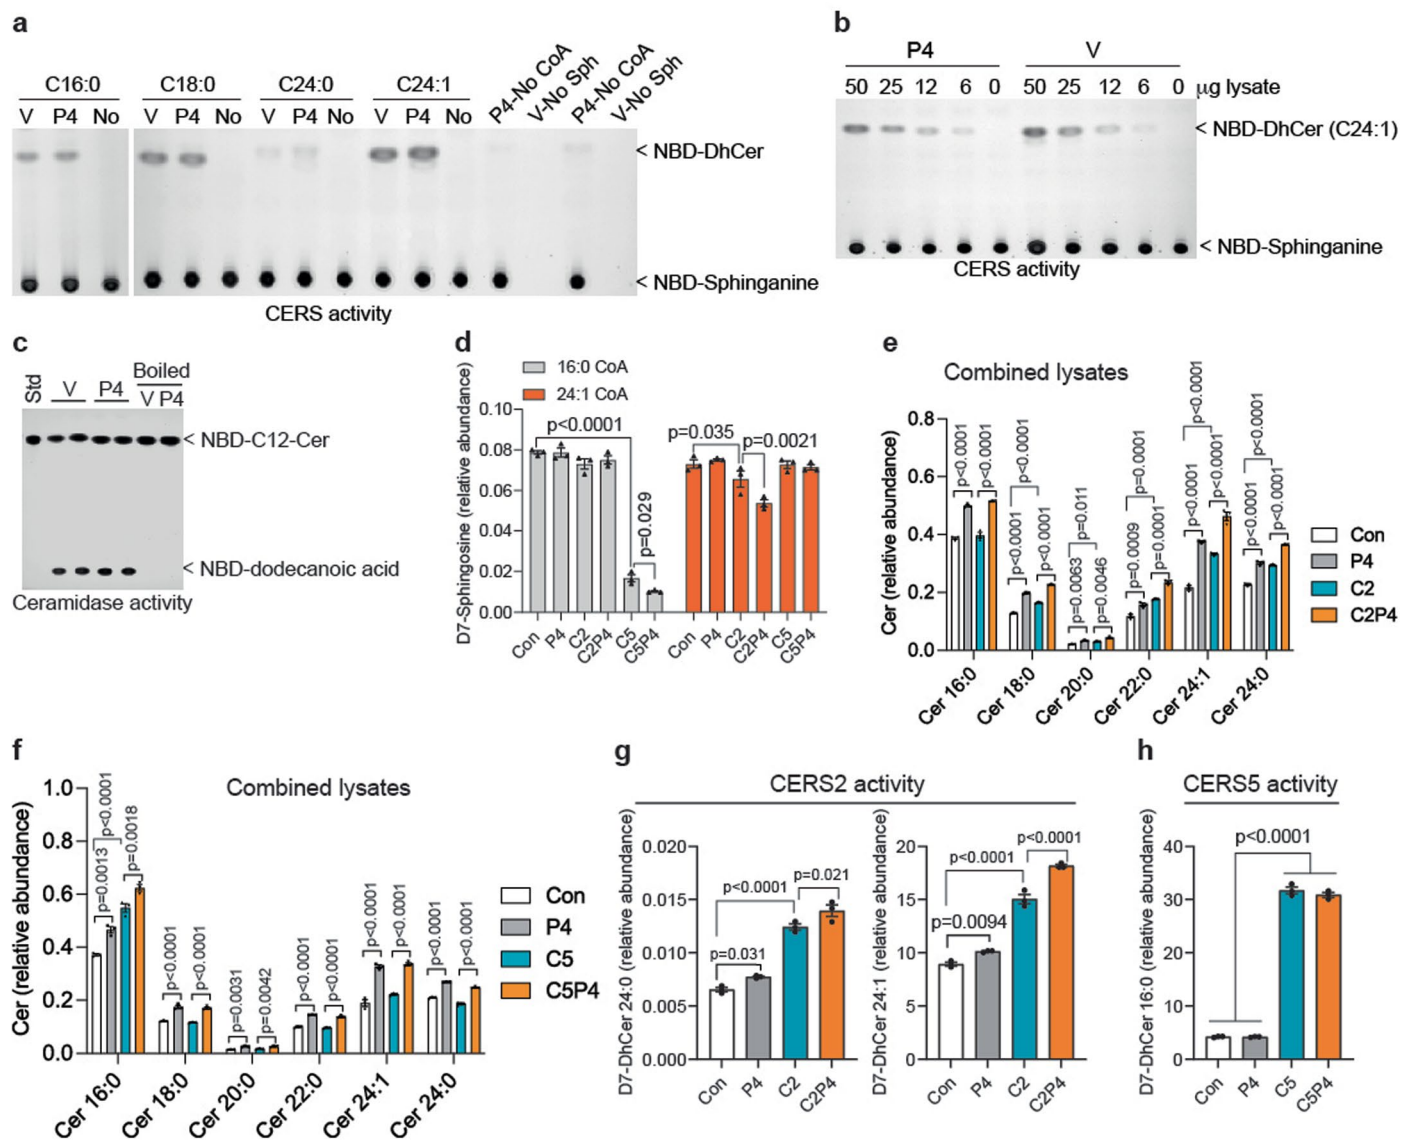 a
C16:0 C18:0 C24:0 C24:1 P4-No CoA V-No Sph P4-No CoA V-No Sph
V P4 No V P4 No V P4 No V P4 No
< NBD-DhCer
< NBD-Sphinganine
CERS activity
b
P4 V
50 25 12 6 0 50 25 12 6 0 μg lysate
< NBD-DhCer (C24:1)
< NBD-Sphinganine
CERS activity
c
Boiled
Std V P4 V P4
< NBD-C12-Cer
< NBD-dodecanoic acid
Ceramidase activity
d
16:0 CoA
24:1 CoA
D7-Sphingosine (relative abundance)
0.10
0.08
0.06
0.04
0.02
0.00
p<0.0001
p=0.029
p=0.035
p=0.0021
Con P4 C2 C2P4 C5 C5P4 Con P4 C2 C2P4 C5 C5P4
e
Combined lysates
Cer (relative abundance)
0.8
0.6
0.4
0.2
0.0
p<0.0001 p<0.0001
p<0.0001
p<0.0001 p<0.0001
p=0.011
p=0.0063 p=0.0046
p=0.0001
p=0.0009 p=0.0001
p<0.0001
p<0.0001 p<0.0001
p<0.0001
p<0.0001 p<0.0001
Cer 16:0 Cer 18:0 Cer 20:0 Cer 22:0 Cer 24:1 Cer 24:0
Con
P4
C2
C2P4
f
Combined lysates
Cer (relative abundance)
1.0
0.8
0.6
0.4
0.2
0.0
p<0.0001
p=0.0013 p=0.0018
p<0.0001 p<0.0001
p=0.0031 p=0.0042
p<0.0001 p<0.0001
p<0.0001 p<0.0001
p<0.0001 p<0.0001
Cer 16:0 Cer 18:0 Cer 20:0 Cer 22:0 Cer 24:1 Cer 24:0
Con
P4
C5
C5P4
g
CERS2 activity
D7-DhCer 24:0 (relative abundance)
0.020
0.015
0.010
0.005
0.000
p<0.0001
p=0.021
p=0.031
Con P4 C2 C2P4
D7-DhCer 24:1 (relative abundance)
20
15
10
5
0
p<0.0001
p<0.0001
p=0.0094
Con P4 C2 C2P4
h
CERS5 activity
D7-DhCer 16:0 (relative abundance)
40
30
20
10
0
p<0.0001
Con P4 C5 C5P4